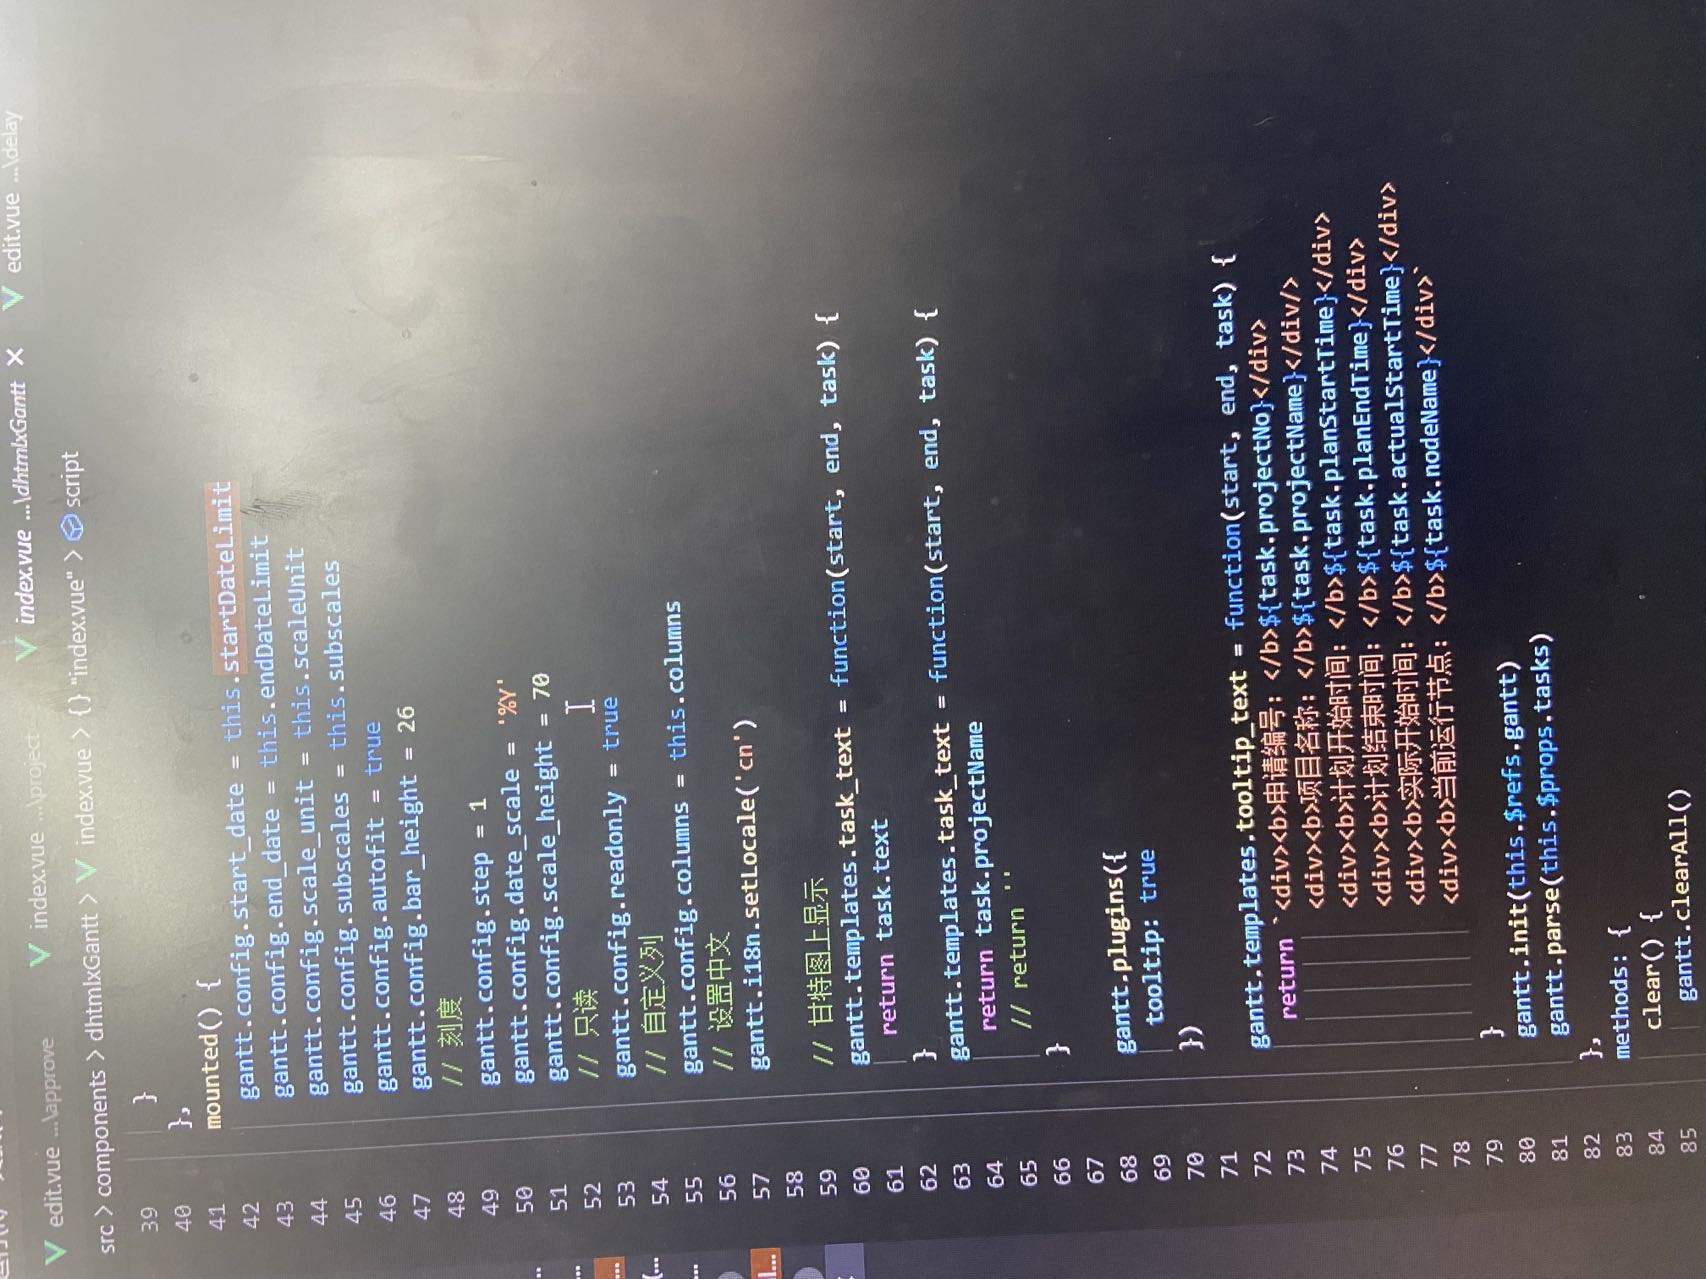 edit.vue ...\approve
index.vue ...\project
index.vue ...\dhtmlxGantt
edit.vue ...\delay
src > components > dhtmlxGantt > index.vue > {} "index.vue" > script
39 }
40 },
41 mounted() {
42 gantt.config.start_date = this.startDateLimit
43 gantt.config.end_date = this.endDateLimit
44 gantt.config.scale_unit = this.scaleUnit
45 gantt.config.subscales = this.subscales
46 gantt.config.autofit = true
47 gantt.config.bar_height = 26
48 // 刻度
49 gantt.config.step = 1
50 gantt.config.date_scale = '%Y'
51 gantt.config.scale_height = 70
52 // 只读
53 gantt.config.readonly = true
54 // 自定义列
55 gantt.config.columns = this.columns
56 // 设置中文
57 gantt.i18n.setLocale('cn')
58
59 // 甘特图上显示
60 gantt.templates.task_text = function(start, end, task) {
61 return task.text
62 }
63 gantt.templates.task_text = function(start, end, task) {
64 return task.projectName
65 // return ''
66 }
67
68 gantt.plugins({
69 tooltip: true
70 })
71
72 gantt.templates.tooltip_text = function(start, end, task) {
73 return `<div><b>申请编号：</b>${task.projectNo}</div>
74 <div><b>项目名称：</b>${task.projectName}</div/>
75 <div><b>计划开始时间：</b>${task.planStartTime}</div>
76 <div><b>计划结束时间：</b>${task.planEndTime}</div>
77 <div><b>实际开始时间：</b>${task.actualStartTime}</div>
78 <div><b>当前运行节点：</b>${task.nodeName}</div>`
79 }
80 gantt.init(this.$refs.gantt)
81 gantt.parse(this.$props.tasks)
82 },
83 methods: {
84 clear() {
85 gantt.clearAll()